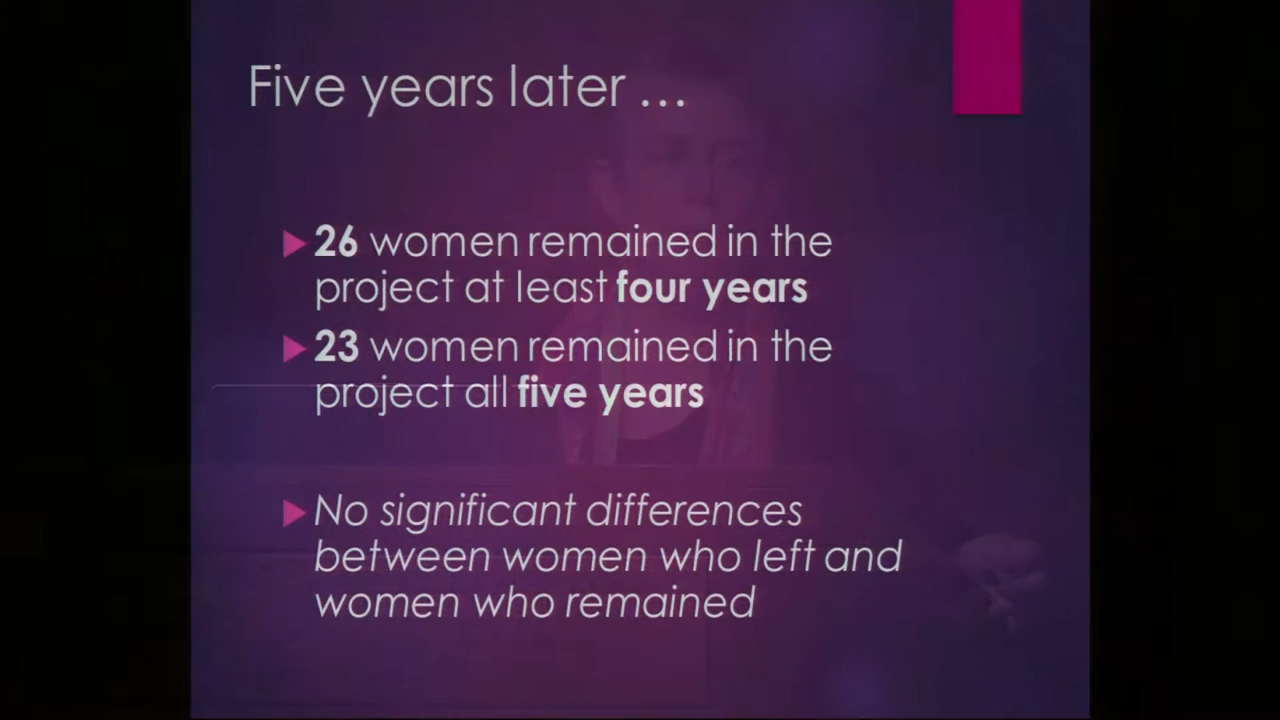 Five years later ...
26 women remained in the
project at least four years
23 women remained in the
project all five years
No significant differences
between women who left and
women who remained